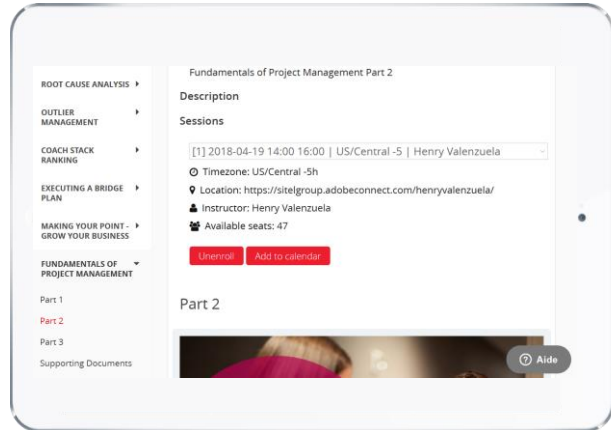 ROOT CAUSE ANALYSIS
OUTLIER
MANAGEMENT
COACH STACK
RANKING
EXECUTING A BRIDGE
PLAN
MAKING YOUR POINT -
GROW YOUR BUSINESS
FUNDAMENTALS OF
PROJECT MANAGEMENT
Part 1
Part 2
Part 3
Supporting Documents
Fundamentals of Project Management Part 2
Description
Sessions
[1] 2018-04-19 14:00 16:00 | US/Central -5 | Henry Valenzuela
Timezone: US/Central -5h
Location: https://sitelgroup.adobeconnect.com/henryvalenzuela/
Instructor: Henry Valenzuela
Available seats: 47
Unenroll Add to calendar
Part 2
Aide